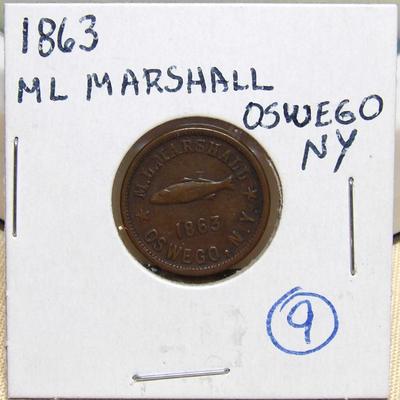 1863
ML MARSHALL
OSWEGO
NY
* M.L.MARSHALL *
1863
OSWEGO, N.Y.
9